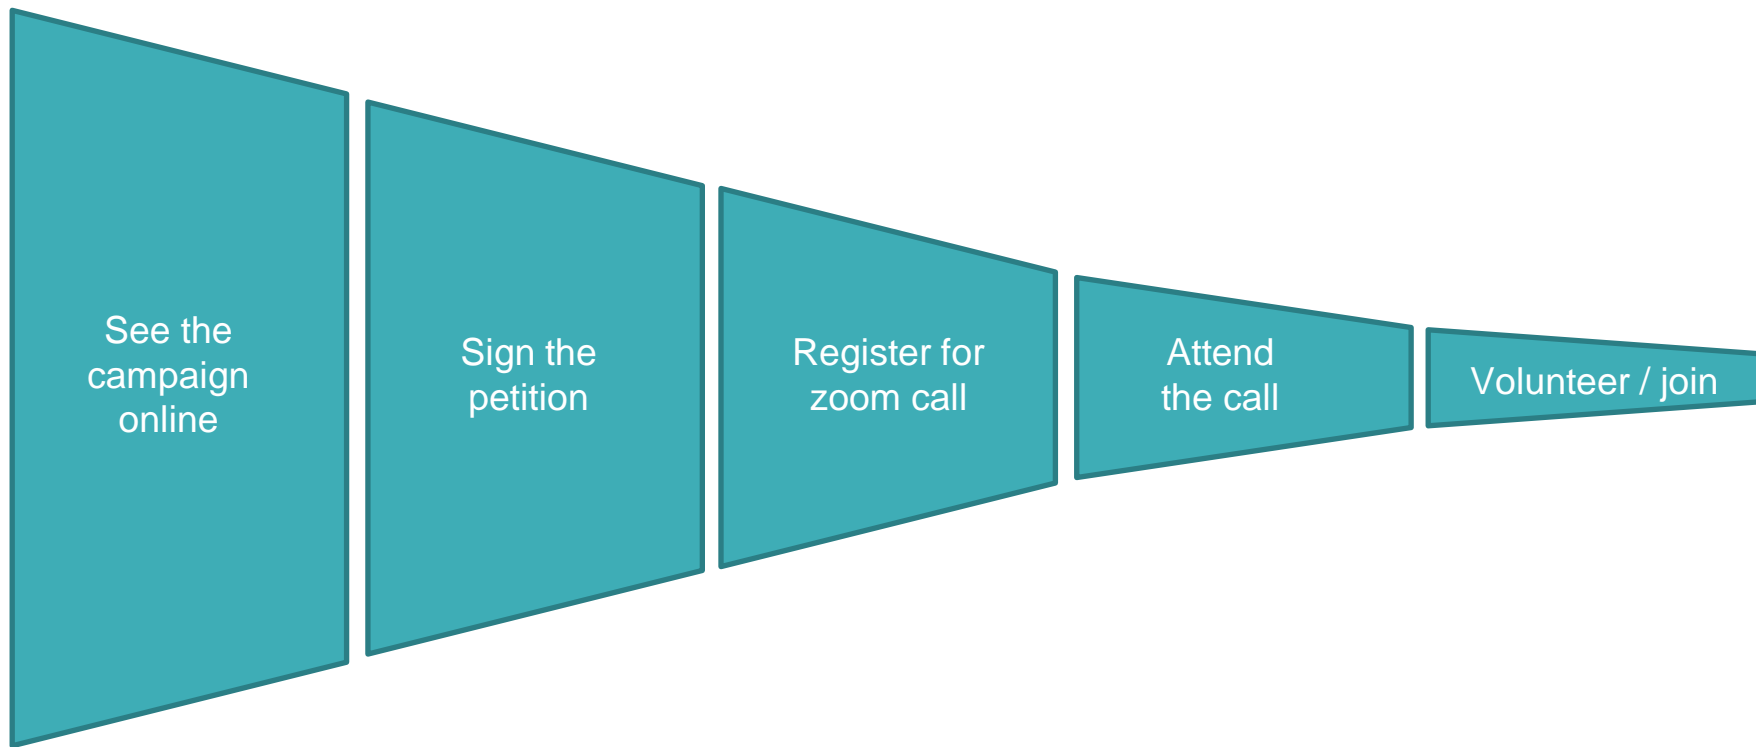 See the
campaign
online
Sign the
petition
Register for
zoom call
Attend
the call
Volunteer / join